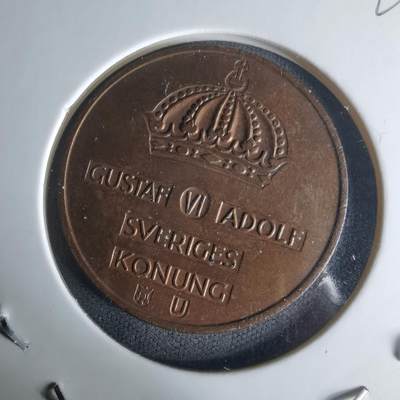 GUSTAF VI ADOLF
SVERIGES
KONUNG
U